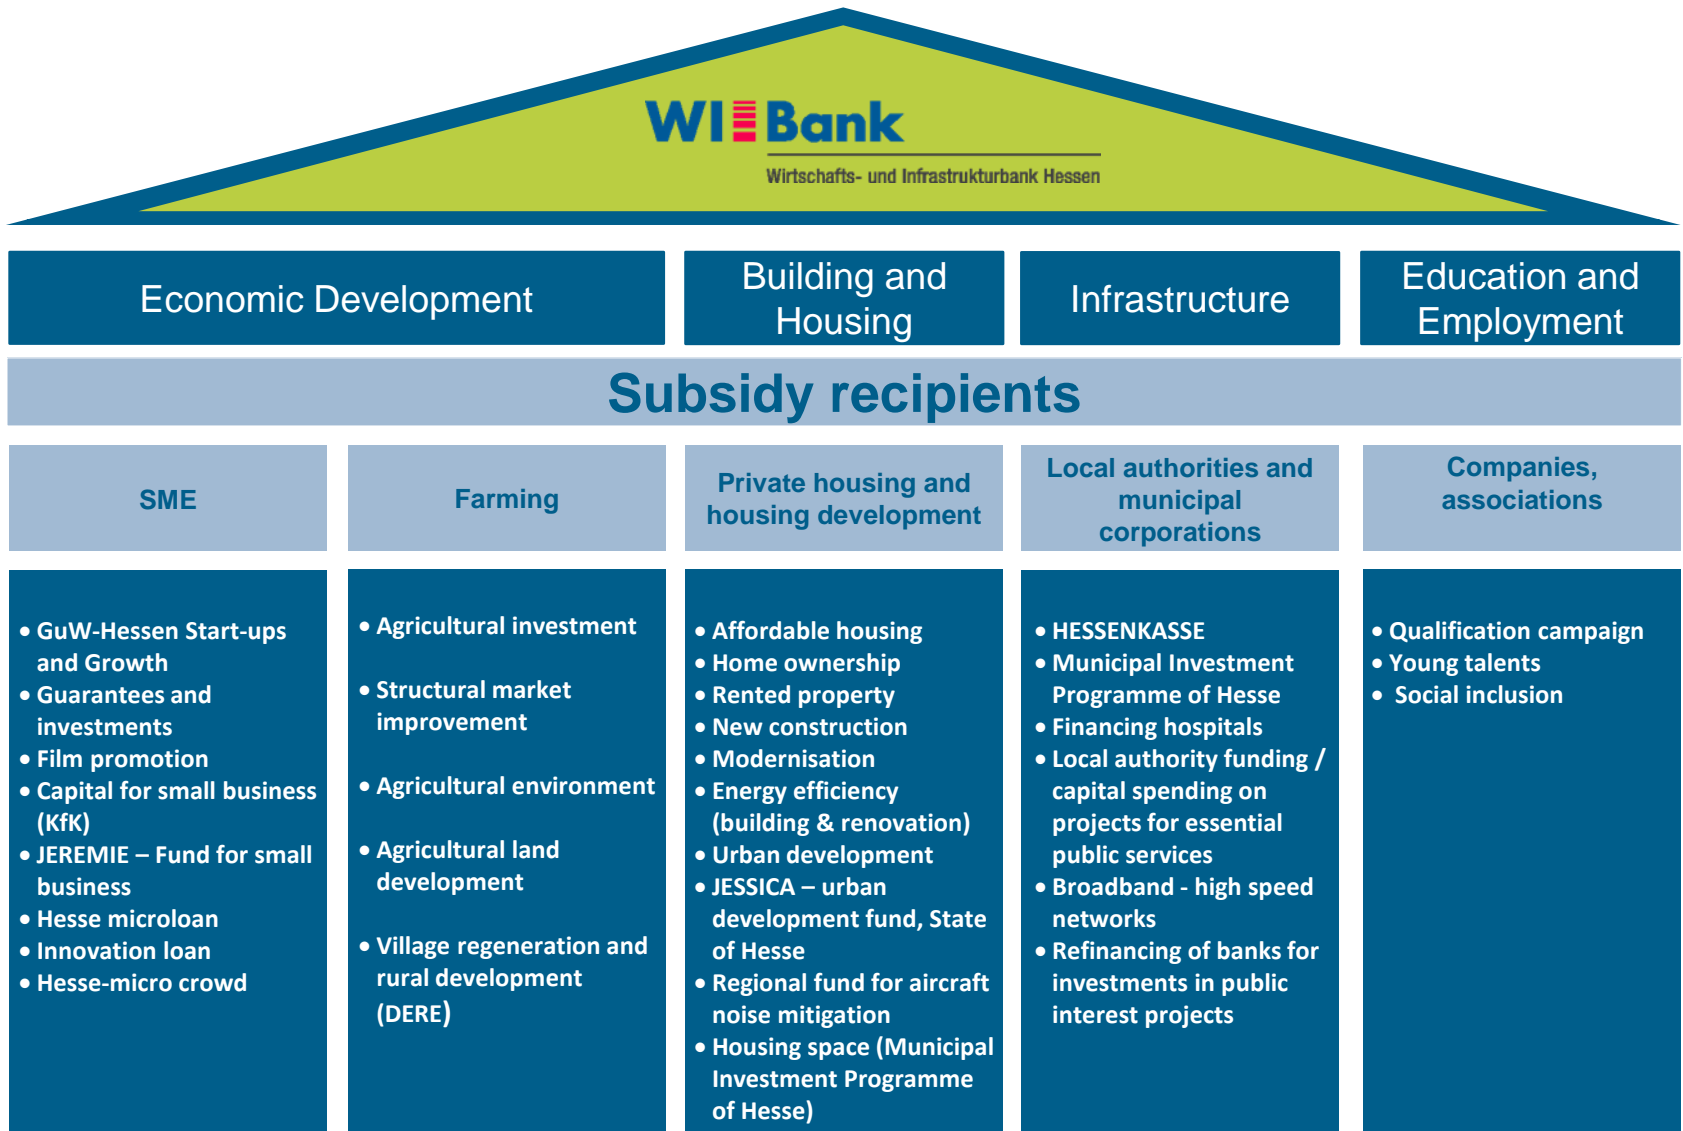 WIBank
Wirtschafts- und Infrastrukturbank Hessen
Economic Development
Building and
Housing
Infrastructure
Education and
Employment
Subsidy recipients
SME
Farming
Private housing and
housing development
Local authorities and
municipal
corporations
Companies,
associations
• GuW-Hessen Start-ups
and Growth
• Guarantees and
investments
• Film promotion
• Capital for small business
(KfK)
• JEREMIE – Fund for small
business
• Hesse microloan
• Innovation loan
• Hesse-micro crowd
• Agricultural investment
• Structural market
improvement
• Agricultural environment
• Agricultural land
development
• Village regeneration and
rural development
(DERE)
• Affordable housing
• Home ownership
• Rented property
• New construction
• Modernisation
• Energy efficiency
(building & renovation)
• Urban development
• JESSICA – urban
development fund, State
of Hesse
• Regional fund for aircraft
noise mitigation
• Housing space (Municipal
Investment Programme
of Hesse)
• HESSENKASSE
• Municipal Investment
Programme of Hesse
• Financing hospitals
• Local authority funding /
capital spending on
projects for essential
public services
• Broadband - high speed
networks
• Refinancing of banks for
investments in public
interest projects
• Qualification campaign
• Young talents
• Social inclusion